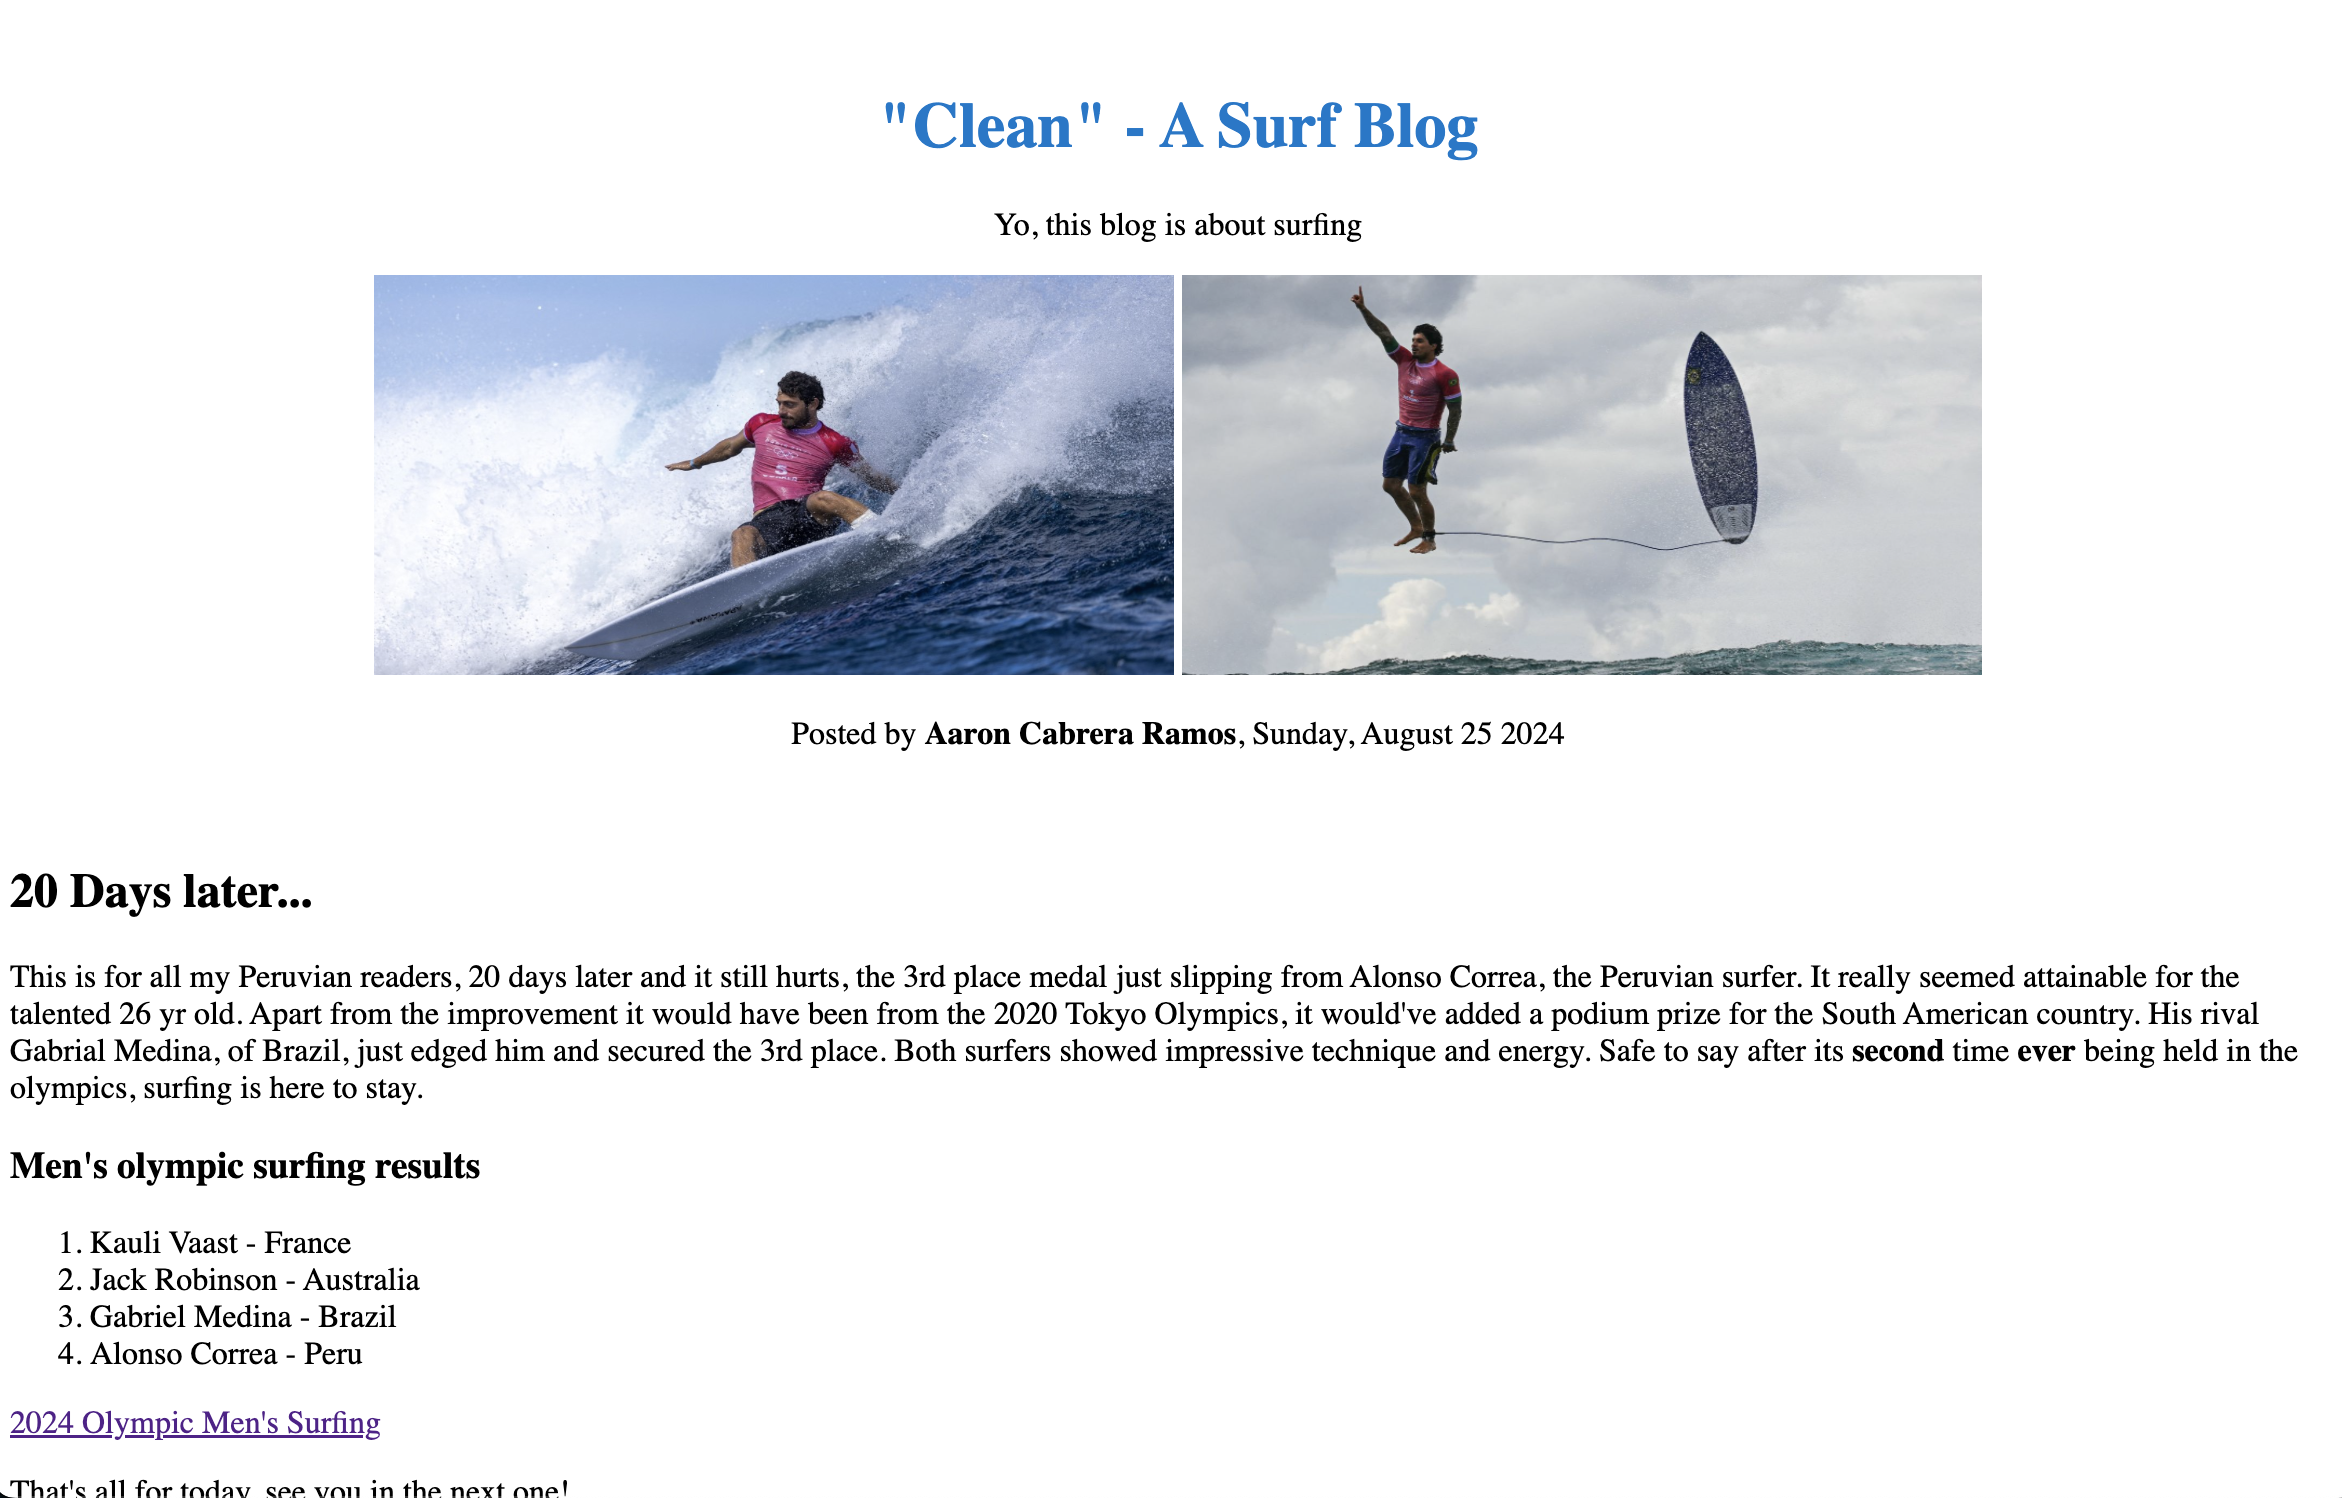 "Clean" - A Surf Blog
Yo, this blog is about surfing
Posted by Aaron Cabrera Ramos, Sunday, August 25 2024
20 Days later...
This is for all my Peruvian readers, 20 days later and it still hurts, the 3rd place medal just slipping from Alonso Correa, the Peruvian surfer. It really seemed attainable for the
talented 26 yr old. Apart from the improvement it would have been from the 2020 Tokyo Olympics, it would've added a podium prize for the South American country. His rival
Gabrial Medina, of Brazil, just edged him and secured the 3rd place. Both surfers showed impressive technique and energy. Safe to say after its second time ever being held in the
olympics, surfing is here to stay.
Men's olympic surfing results
1. Kauli Vaast - France
2. Jack Robinson - Australia
3. Gabriel Medina - Brazil
4. Alonso Correa - Peru
2024 Olympic Men's Surfing
That's all for today, see you in the next one!